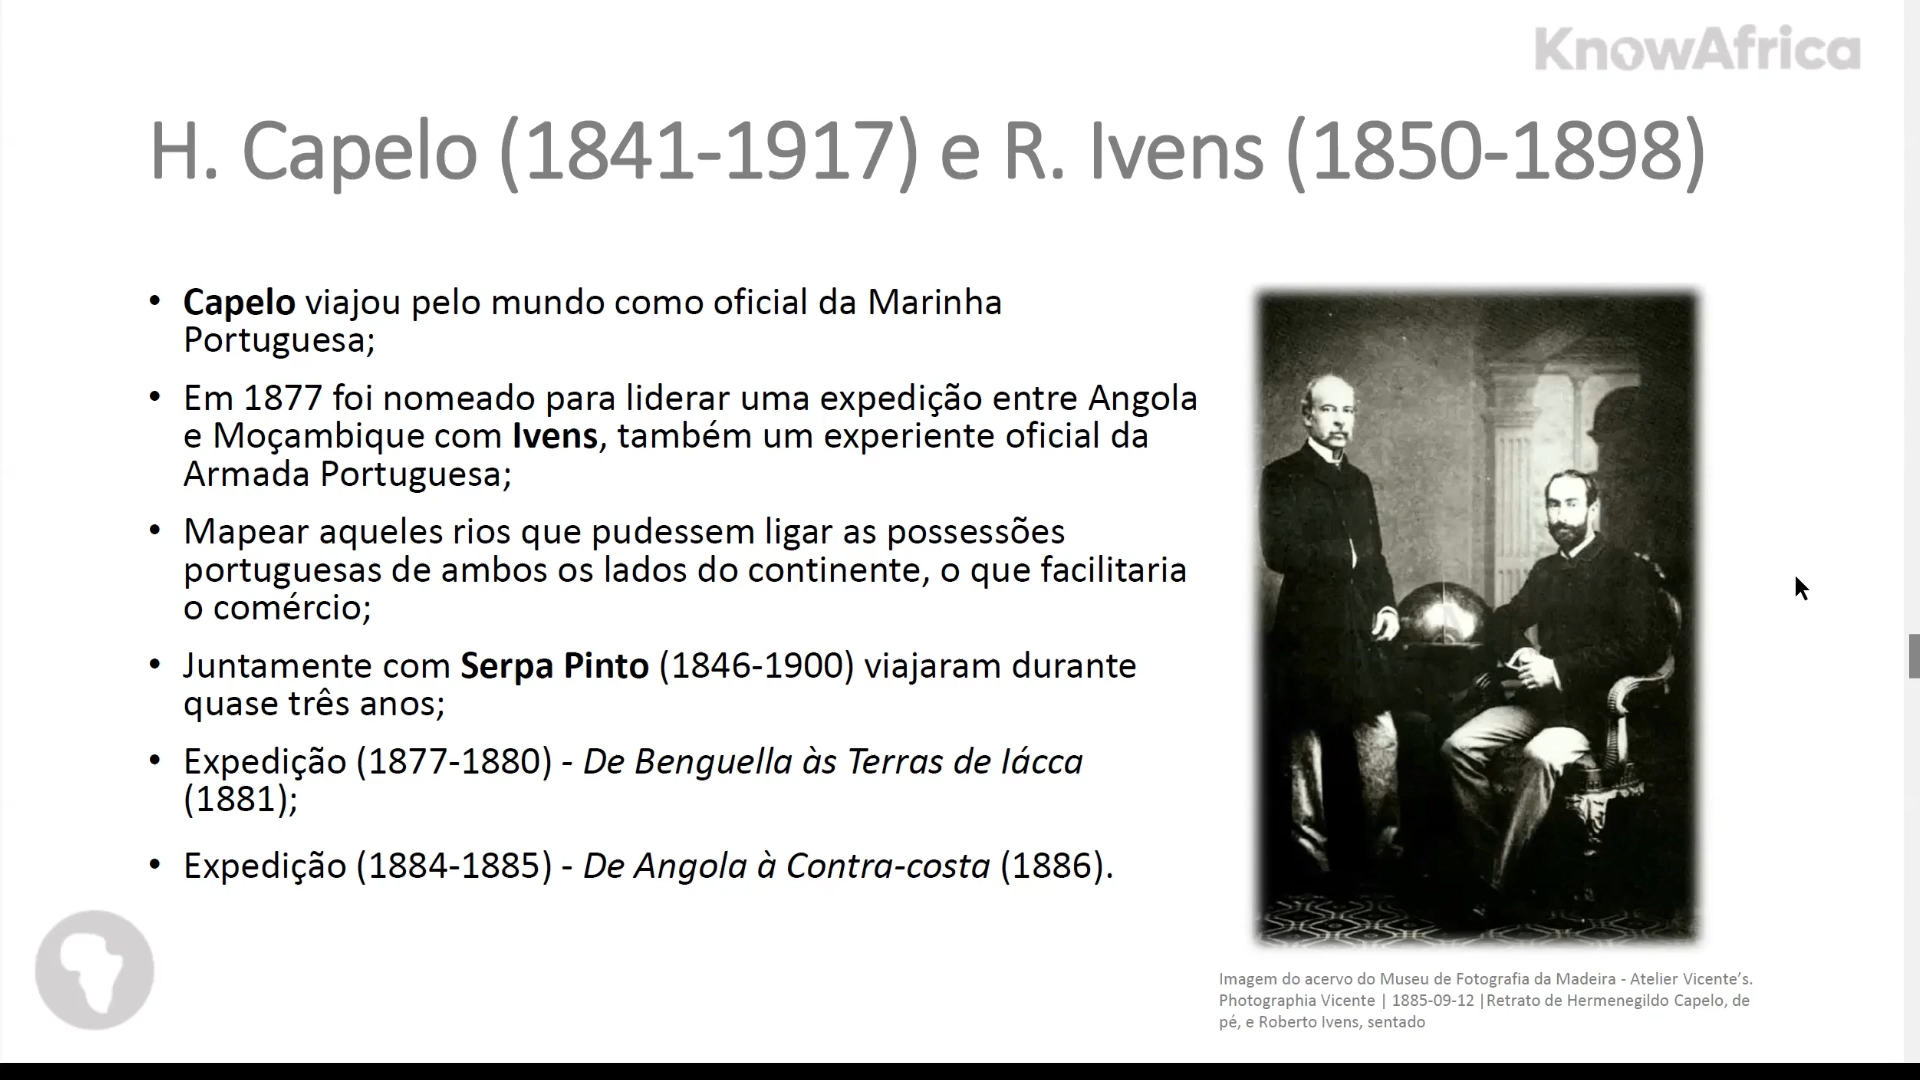 KnowAfrica
H. Capelo (1841-1917) e R. Ivens (1850-1898)
• Capelo viajou pelo mundo como oficial da Marinha
Portuguesa;
• Em 1877 foi nomeado para liderar uma expedição entre Angola
e Moçambique com Ivens, também um experiente oficial da
Armada Portuguesa;
• Mapear aqueles rios que pudessem ligar as possessões
portuguesas de ambos os lados do continente, o que facilitaria
o comércio;
• Juntamente com Serpa Pinto (1846-1900) viajaram durante
quase três anos;
• Expedição (1877-1880) - De Benguella às Terras de Iácca
(1881);
• Expedição (1884-1885) - De Angola à Contra-costa (1886).
Imagem do acervo do Museu de Fotografia da Madeira - Atelier Vicente’s.
Photographia Vicente | 1885-09-12 |Retrato de Hermenegildo Capelo, de
pé, e Roberto Ivens, sentado